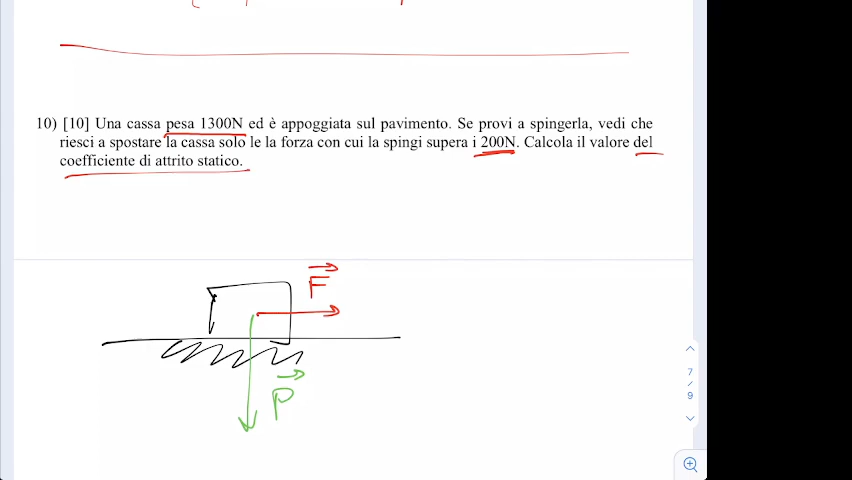 10) [10] Una cassa pesa 1300N ed è appoggiata sul pavimento. Se provi a spingerla, vedi che
riesci a spostare la cassa solo le la forza con cui la spingi supera i 200N. Calcola il valore del
coefficiente di attrito statico.
F
P
7
/
9